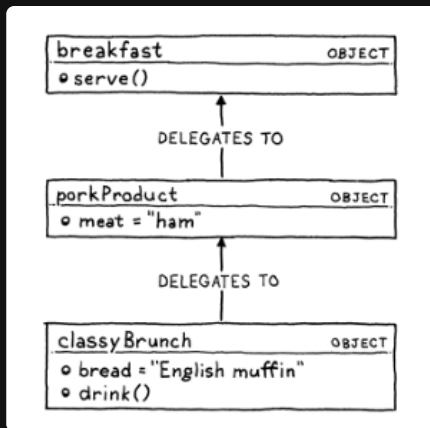 breakfast OBJECT
serve()
DELEGATES TO
porkProduct OBJECT
meat = "ham"
DELEGATES TO
classyBrunch OBJECT
bread = "English muffin"
drink()